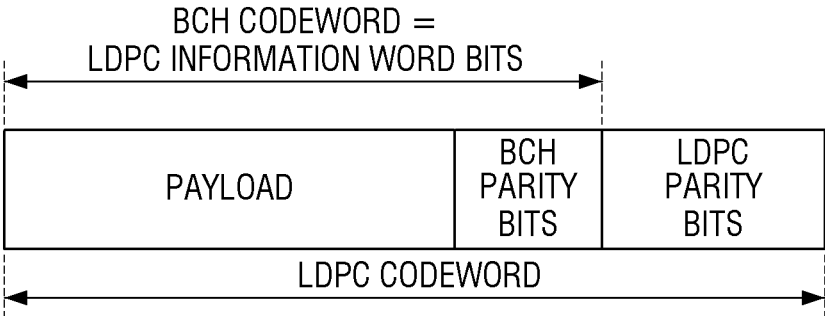 BCH CODEWORD =
LDPC INFORMATION WORD BITS
PAYLOAD
BCH
PARITY
BITS
LDPC
PARITY
BITS
LDPC CODEWORD